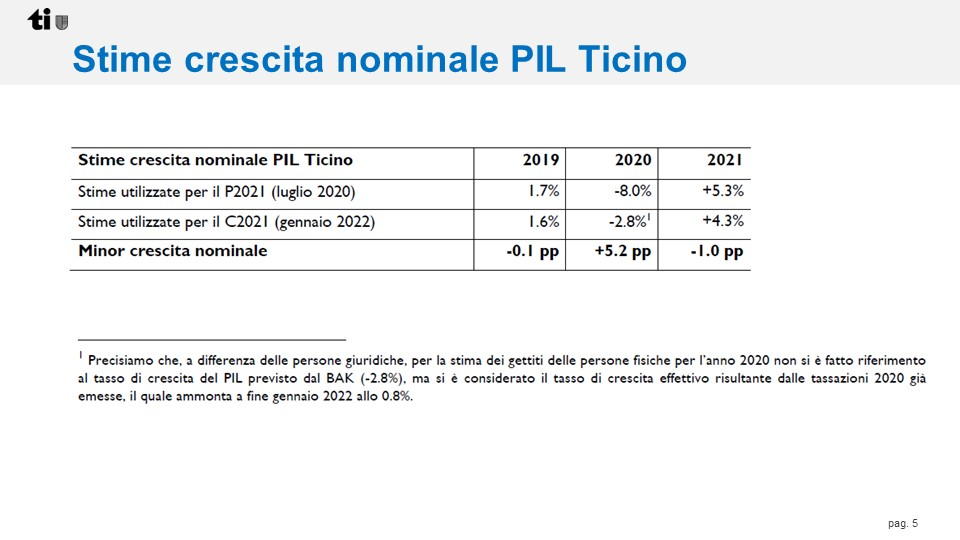 ti
Stime crescita nominale PIL Ticino
Stime crescita nominale PIL Ticino 2019 2020 2021
Stime utilizzate per il P2021 (luglio 2020) 1.7% -8.0% +5.3%
Stime utilizzate per il C2021 (gennaio 2022) 1.6% -2.8%¹ +4.3%
Minor crescita nominale -0.1 pp +5.2 pp -1.0 pp
¹ Precisiamo che, a differenza delle persone giuridiche, per la stima dei gettiti delle persone fisiche per l'anno 2020 non si è fatto riferimento
al tasso di crescita del PIL previsto dal BAK (-2.8%), ma si è considerato il tasso di crescita effettivo risultante dalle tassazioni 2020 già
emesse, il quale ammonta a fine gennaio 2022 allo 0.8%.
pag. 5